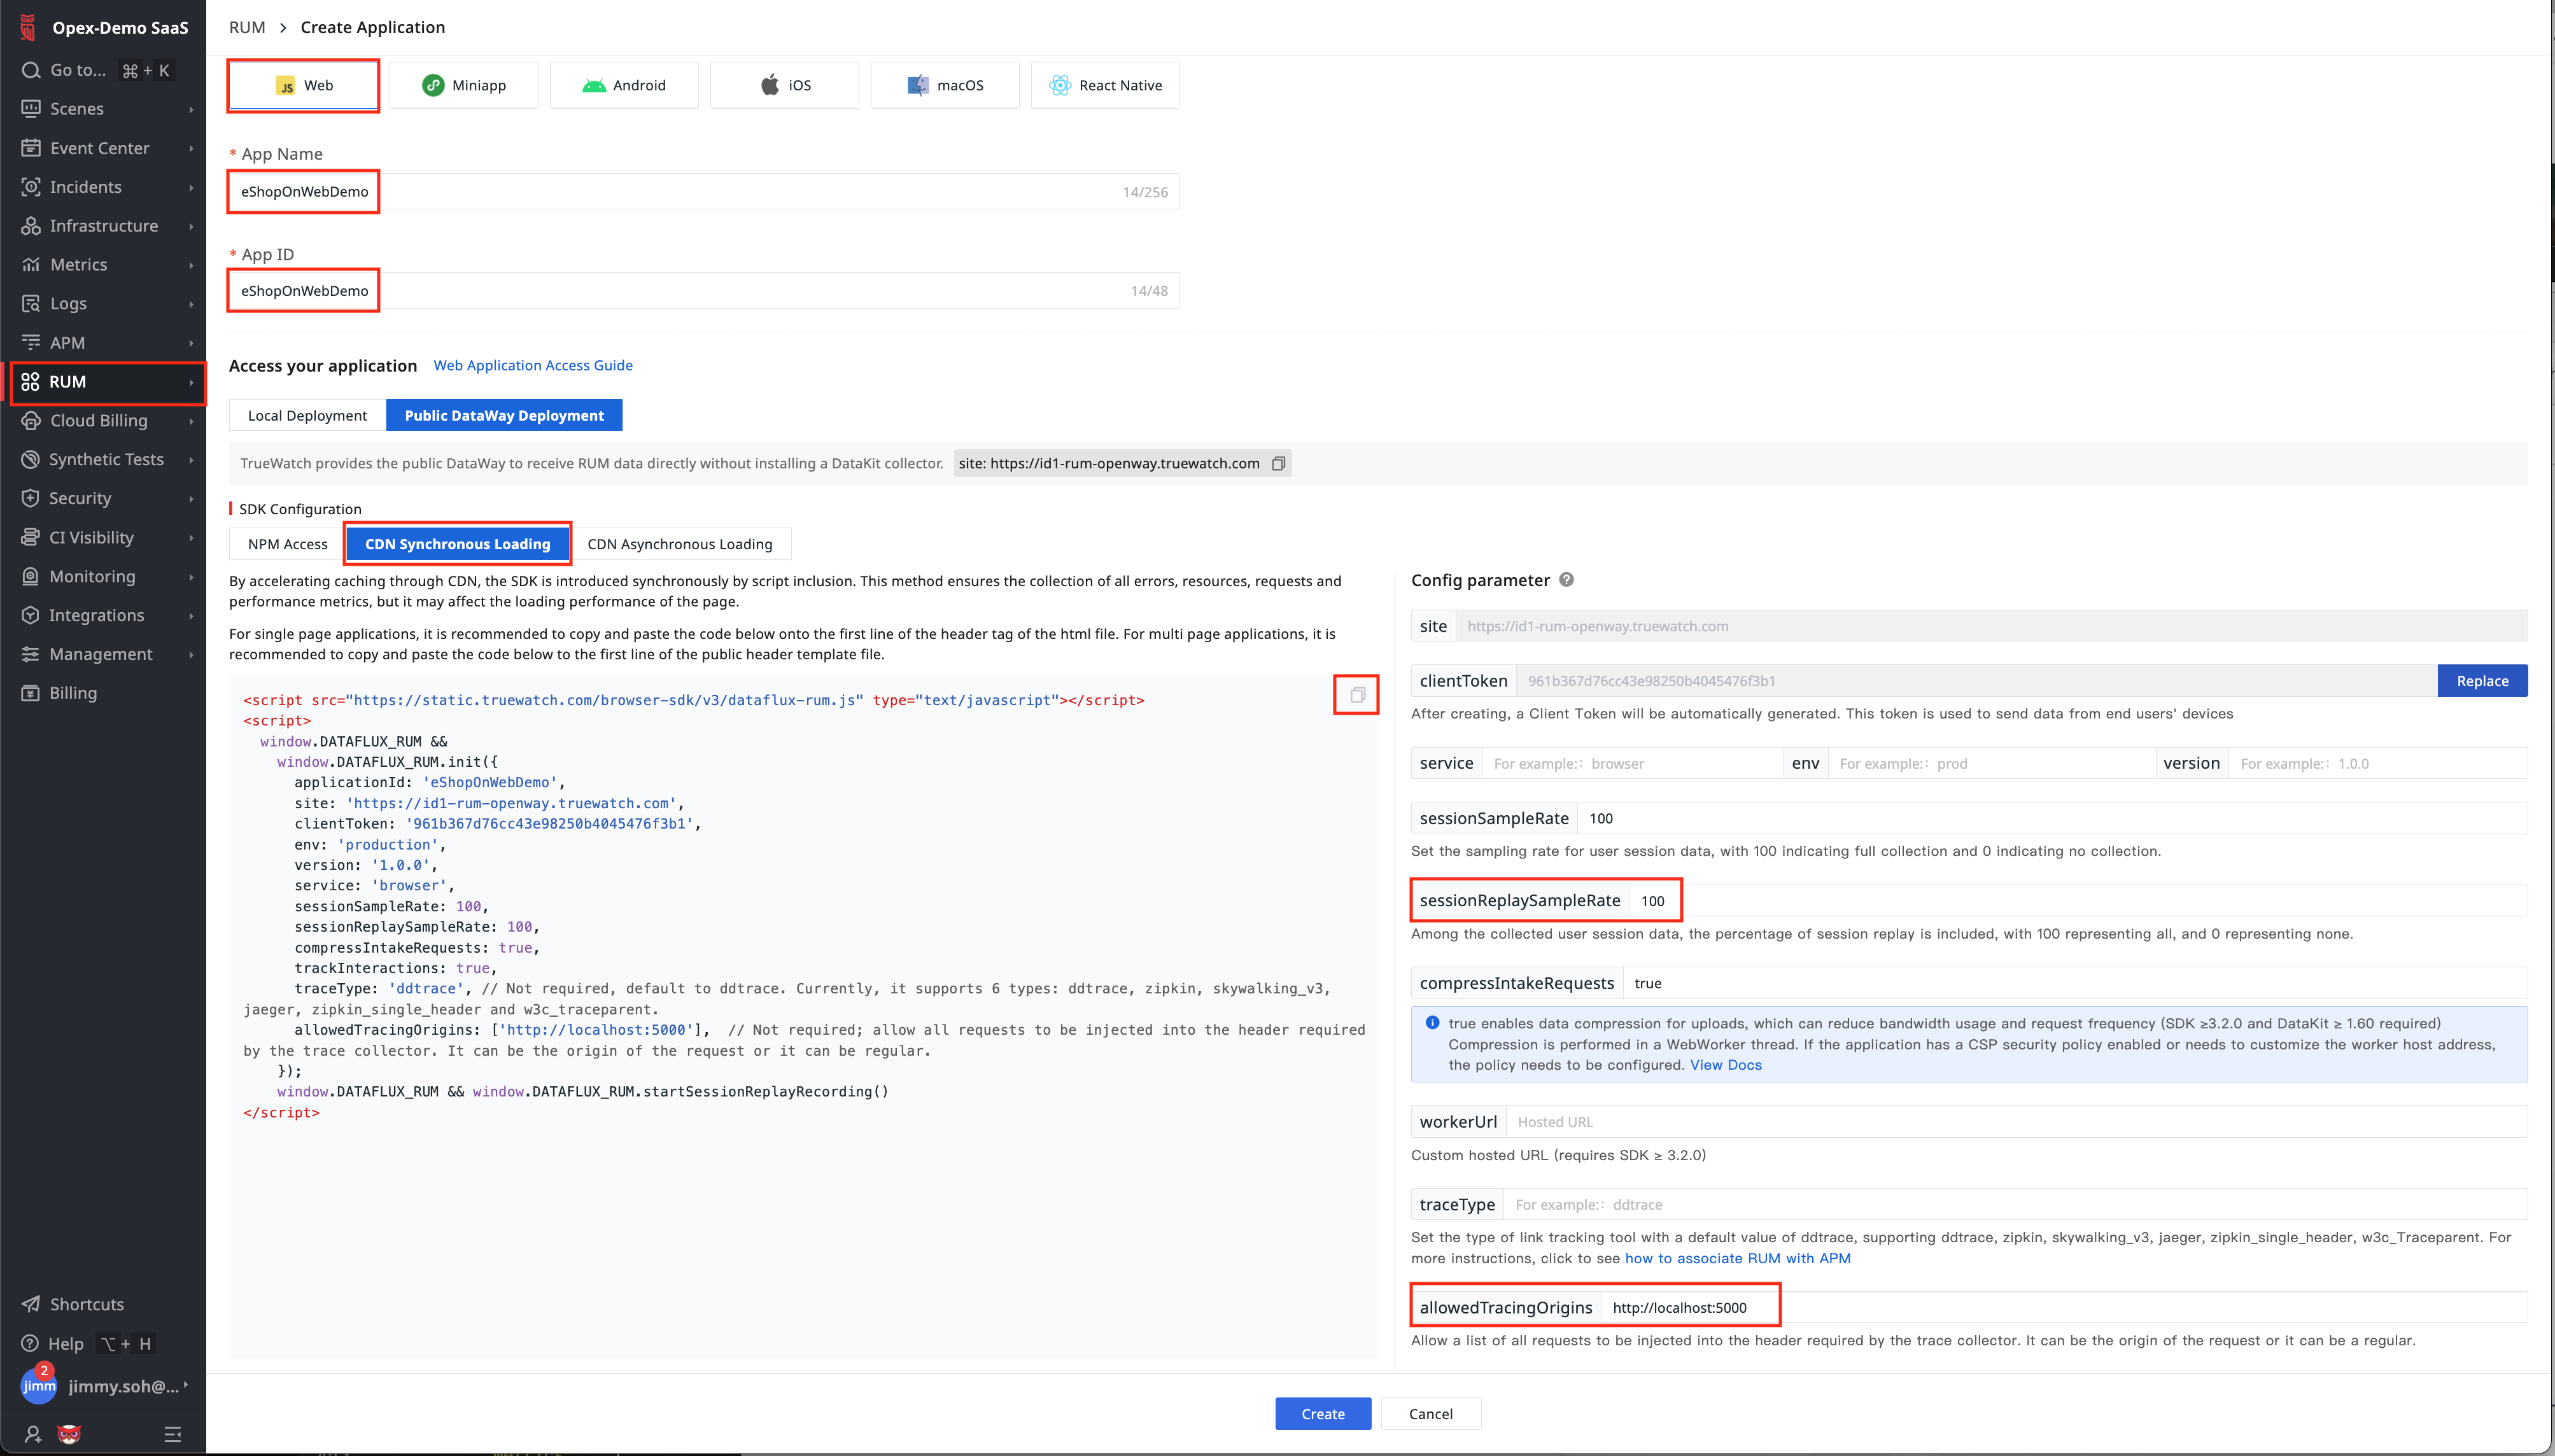 Opex-Demo SaaS
Go to... ⌘ + K
Scenes
Event Center
Incidents
Infrastructure
Metrics
Logs
APM
RUM
Cloud Billing
Synthetic Tests
Security
CI Visibility
Monitoring
Integrations
Management
Billing
Shortcuts
Help ⌥ + H
2
jimm jimmy.soh@...
RUM > Create Application
JS Web
Miniapp
Android
iOS
macOS
React Native
* App Name
eShopOnWebDemo 14/256
* App ID
eShopOnWebDemo 14/48
Access your application Web Application Access Guide
Local Deployment Public DataWay Deployment
TrueWatch provides the public DataWay to receive RUM data directly without installing a DataKit collector. site: https://id1-rum-openway.truewatch.com
SDK Configuration
NPM Access CDN Synchronous Loading CDN Asynchronous Loading
By accelerating caching through CDN, the SDK is introduced synchronously by script inclusion. This method ensures the collection of all errors, resources, requests and
performance metrics, but it may affect the loading performance of the page.
For single page applications, it is recommended to copy and paste the code below onto the first line of the header tag of the html file. For multi page applications, it is
recommended to copy and paste the code below to the first line of the public header template file.
<script src="https://static.truewatch.com/browser-sdk/v3/dataflux-rum.js" type="text/javascript"></script>
<script>
window.DATAFLUX_RUM &&
window.DATAFLUX_RUM.init({
applicationId: 'eShopOnWebDemo',
site: 'https://id1-rum-openway.truewatch.com',
clientToken: '961b367d76cc43e98250b4045476f3b1',
env: 'production',
version: '1.0.0',
service: 'browser',
sessionSampleRate: 100,
sessionReplaySampleRate: 100,
compressIntakeRequests: true,
trackInteractions: true,
traceType: 'ddtrace', // Not required, default to ddtrace. Currently, it supports 6 types: ddtrace, zipkin, skywalking_v3,
jaeger, zipkin_single_header and w3c_traceparent.
allowedTracingOrigins: ['http://localhost:5000'], // Not required; allow all requests to be injected into the header required
by the trace collector. It can be the origin of the request or it can be regular.
});
window.DATAFLUX_RUM && window.DATAFLUX_RUM.startSessionReplayRecording()
</script>
Config parameter ?
site https://id1-rum-openway.truewatch.com
clientToken 961b367d76cc43e98250b4045476f3b1 Replace
After creating, a Client Token will be automatically generated. This token is used to send data from end users' devices
service For example:: browser env For example:: prod version For example:: 1.0.0
sessionSampleRate 100
Set the sampling rate for user session data, with 100 indicating full collection and 0 indicating no collection.
sessionReplaySampleRate 100
Among the collected user session data, the percentage of session replay is included, with 100 representing all, and 0 representing none.
compressIntakeRequests true
true enables data compression for uploads, which can reduce bandwidth usage and request frequency (SDK ≥3.2.0 and DataKit ≥ 1.60 required)
Compression is performed in a WebWorker thread. If the application has a CSP security policy enabled or needs to customize the worker host address,
the policy needs to be configured. View Docs
workerUrl Hosted URL
Custom hosted URL (requires SDK ≥ 3.2.0)
traceType For example:: ddtrace
Set the type of link tracking tool with a default value of ddtrace, supporting ddtrace, zipkin, skywalking_v3, jaeger, zipkin_single_header, w3c_Traceparent. For
more instructions, click to see how to associate RUM with APM
allowedTracingOrigins http://localhost:5000
Allow a list of all requests to be injected into the header required by the trace collector. It can be the origin of the request or it can be a regular.
Create Cancel